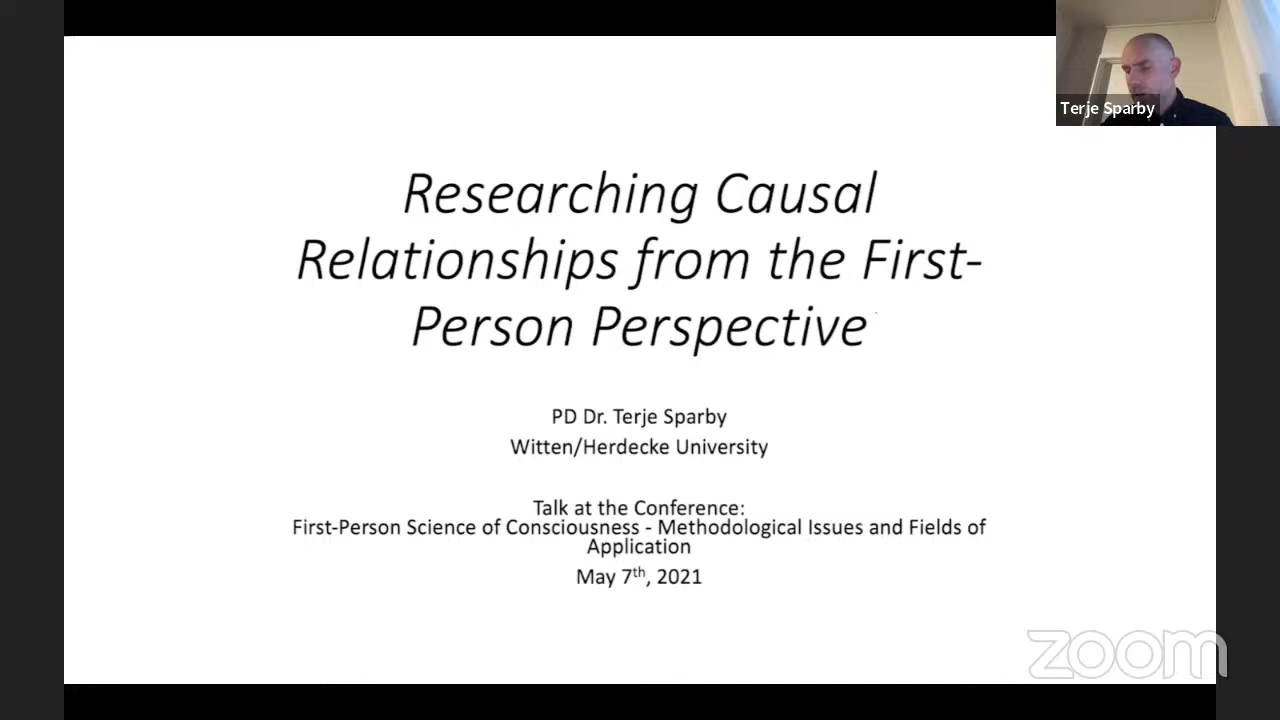 Terje Sparby
Researching Causal
Relationships from the First-
Person Perspective
PD Dr. Terje Sparby
Witten/Herdecke University
Talk at the Conference:
First-Person Science of Consciousness - Methodological Issues and Fields of
Application
May 7th, 2021
zoom